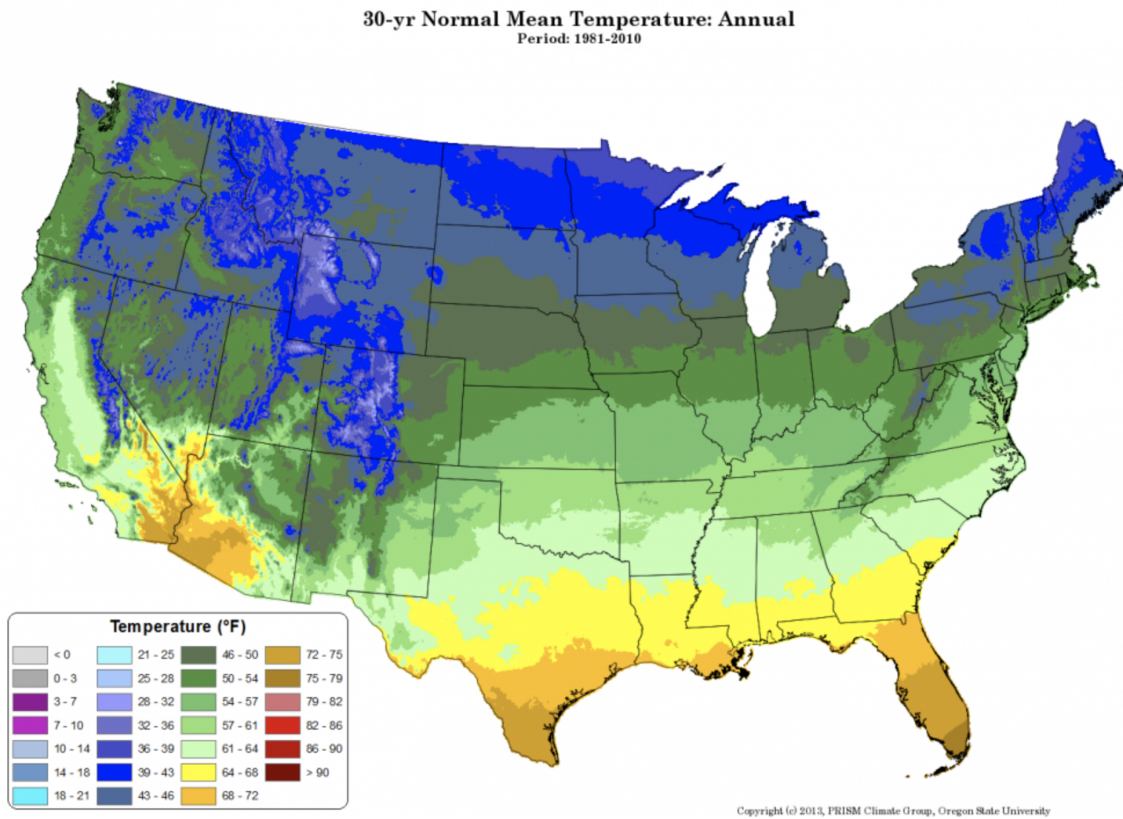 30-yr Normal Mean Temperature: Annual
Period: 1981-2010
Temperature (°F)
< 0
0 - 3
3 - 7
7 - 10
10 - 14
14 - 18
18 - 21
21 - 25
25 - 28
28 - 32
32 - 36
36 - 39
39 - 43
43 - 46
46 - 50
50 - 54
54 - 57
57 - 61
61 - 64
64 - 68
68 - 72
72 - 75
75 - 79
79 - 82
82 - 86
86 - 90
> 90
Copyright (c) 2013, PRISM Climate Group, Oregon State University